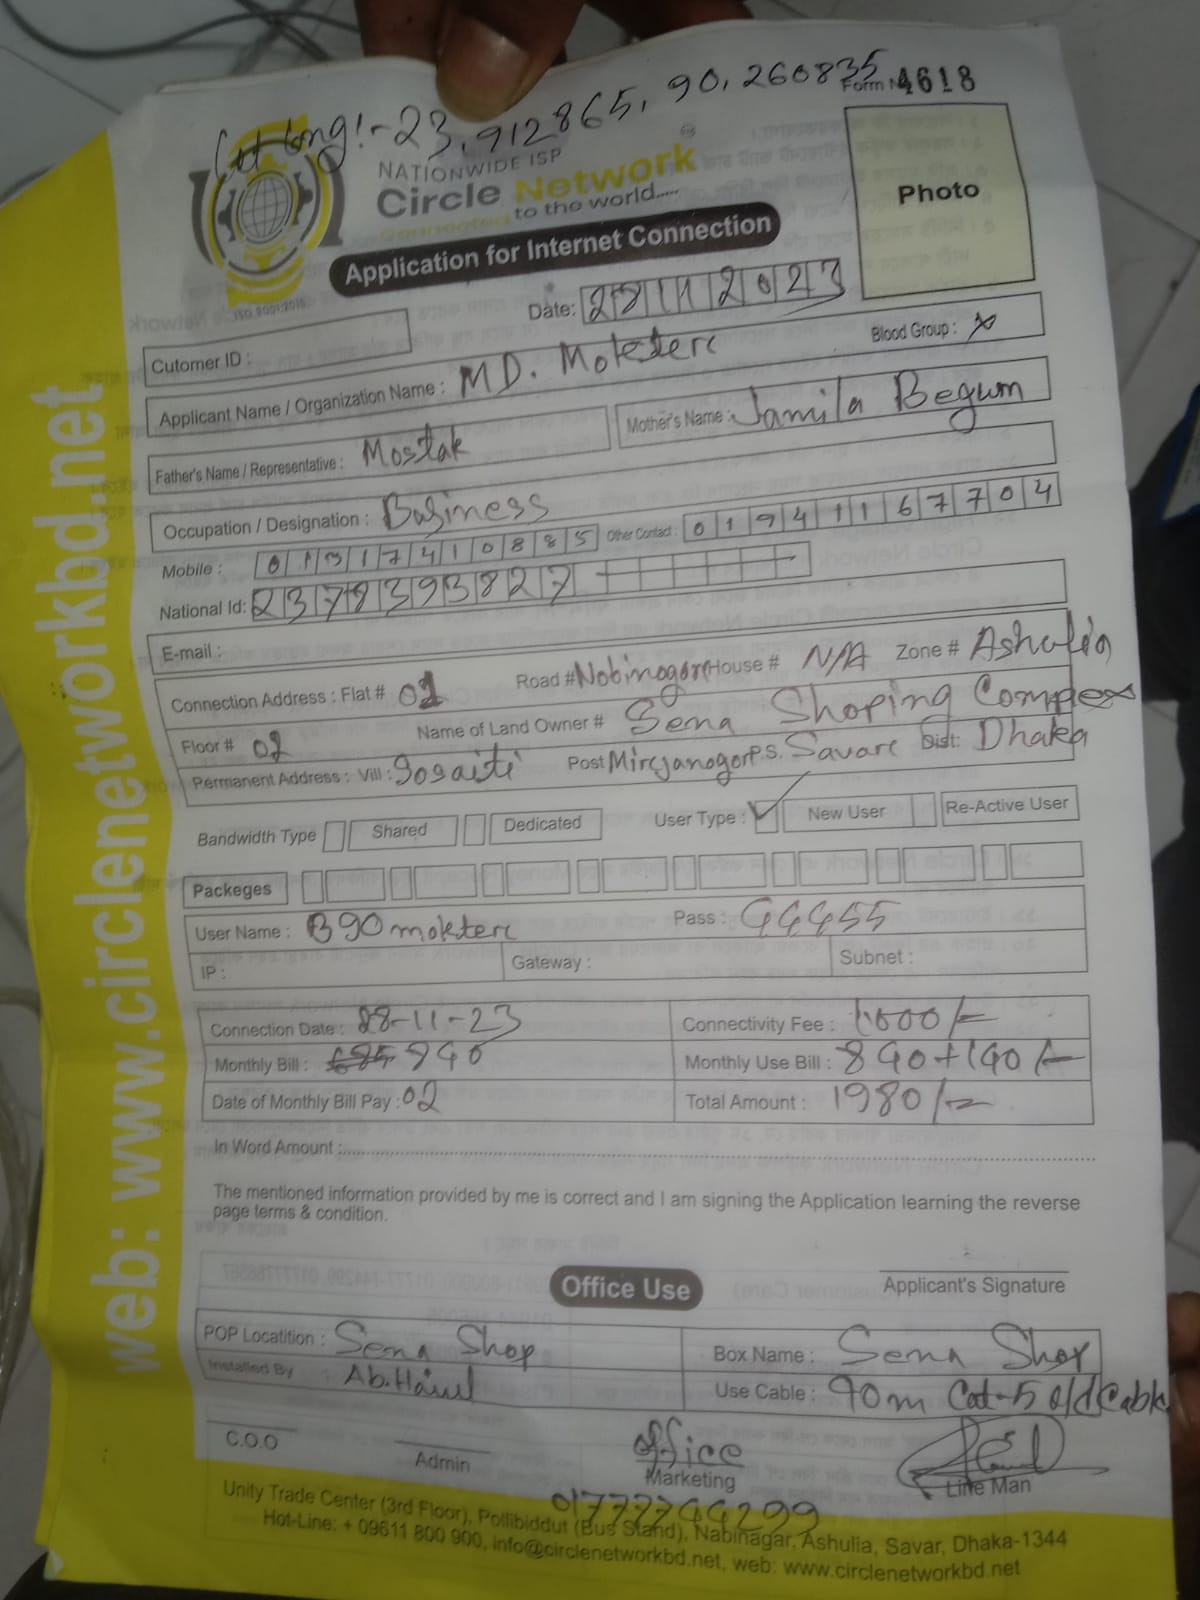 Lat Long:- 23.912865, 90.260835
Form No 4618
NATIONWIDE ISP
Circle Network
Connected to the world.....
ISO 9001:2015
Application for Internet Connection
Photo
Date: 28 11 2023
Cutomer ID :
Blood Group :
Applicant Name / Organization Name : MD. Mokterc
Father's Name / Representative : Mostak
Mother's Name : Jamila Begum
Occupation / Designation : Business
Mobile : 01317410885 Other Contact : 01941167704
National Id: 2378393827
E-mail :
Connection Address : Flat # 02 Road # Nobinogor House # N/A Zone # Ashulia
Floor # 02 Name of Land Owner # Sena Shoping Complex
Permanent Address : Vill : Gosaiti Post Mircjanogor P.S. Savarc Dist: Dhaka
Bandwidth Type Shared Dedicated User Type : ✓ New User Re-Active User
Packeges
User Name : B90mokterc Pass : 44455
IP : Gateway : Subnet :
Connection Date : 28-11-23 Connectivity Fee : 1000/-
Monthly Bill : 840 Monthly Use Bill : 840+140/-
Date of Monthly Bill Pay : 02 Total Amount : 1980/-
In Word Amount :
The mentioned information provided by me is correct and I am signing the Application learning the reverse
page terms & condition.
Applicant's Signature
Office Use
POP Locatition : Sena Shop Box Name : Sena Shop
Installed By : Ab. Use Cable : 90m Cat-5 old Cable
C.O.O Admin office Marketing Line Man
01777744299
Unity Trade Center (3rd Floor), Pollibiddut (Bus Stand), Nabinagar, Ashulia, Savar, Dhaka-1344
Hot-Line: + 09611 800 900, info@circlenetworkbd.net, web: www.circlenetworkbd.net
web: www.circlenetworkbd.net